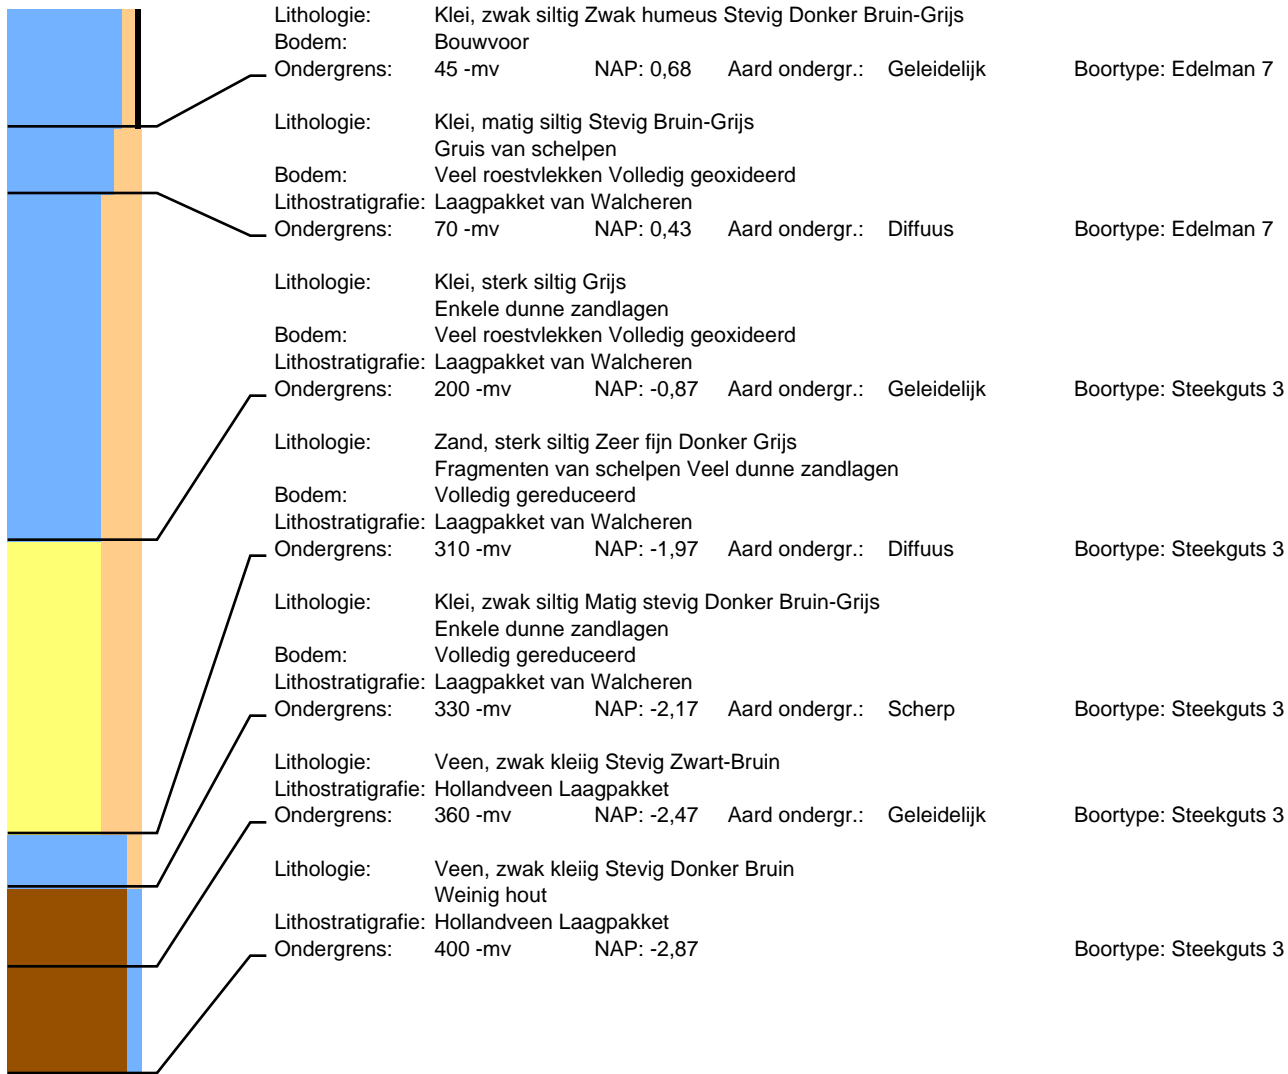 Lithologie: Klei, zwak siltig Zwak humeus Stevig Donker Bruin-Grijs
Bodem: Bouwvoor
Ondergrens: 45 -mv NAP: 0,68 Aard ondergr.: Geleidelijk Boortype: Edelman 7
Lithologie: Klei, matig siltig Stevig Bruin-Grijs
Gruis van schelpen
Bodem: Veel roestvlekken Volledig geoxideerd
Lithostratigrafie: Laagpakket van Walcheren
Ondergrens: 70 -mv NAP: 0,43 Aard ondergr.: Diffuus Boortype: Edelman 7
Lithologie: Klei, sterk siltig Grijs
Enkele dunne zandlagen
Bodem: Veel roestvlekken Volledig geoxideerd
Lithostratigrafie: Laagpakket van Walcheren
Ondergrens: 200 -mv NAP: -0,87 Aard ondergr.: Geleidelijk Boortype: Steekguts 3
Lithologie: Zand, sterk siltig Zeer fijn Donker Grijs
Fragmenten van schelpen Veel dunne zandlagen
Bodem: Volledig gereduceerd
Lithostratigrafie: Laagpakket van Walcheren
Ondergrens: 310 -mv NAP: -1,97 Aard ondergr.: Diffuus Boortype: Steekguts 3
Lithologie: Klei, zwak siltig Matig stevig Donker Bruin-Grijs
Enkele dunne zandlagen
Bodem: Volledig gereduceerd
Lithostratigrafie: Laagpakket van Walcheren
Ondergrens: 330 -mv NAP: -2,17 Aard ondergr.: Scherp Boortype: Steekguts 3
Lithologie: Veen, zwak kleiig Stevig Zwart-Bruin
Lithostratigrafie: Hollandveen Laagpakket
Ondergrens: 360 -mv NAP: -2,47 Aard ondergr.: Geleidelijk Boortype: Steekguts 3
Lithologie: Veen, zwak kleiig Stevig Donker Bruin
Weinig hout
Lithostratigrafie: Hollandveen Laagpakket
Ondergrens: 400 -mv NAP: -2,87 Boortype: Steekguts 3